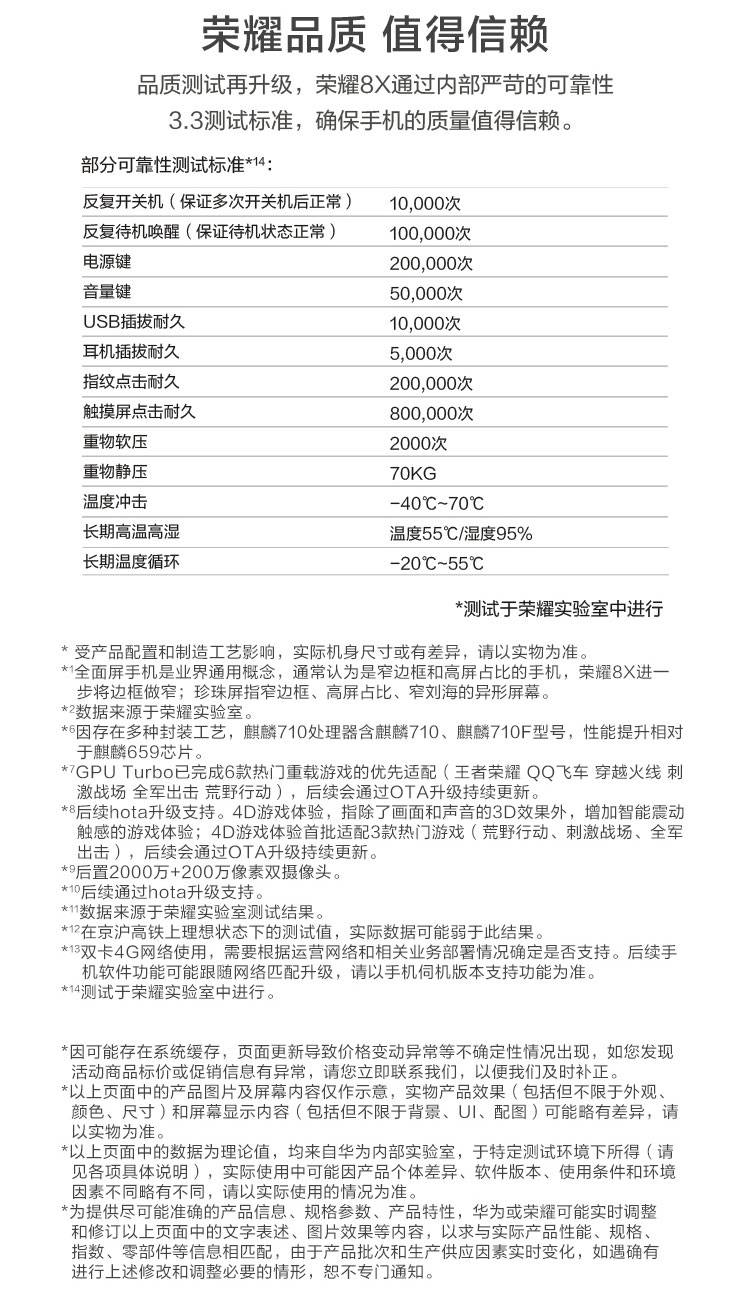 荣耀品质 值得信赖
品质测试再升级，荣耀8X通过内部严苛的可靠性
3.3测试标准，确保手机的质量值得信赖。
部分可靠性测试标准*14：
反复开关机（保证多次开关机后正常） 10,000次
反复待机唤醒（保证待机状态正常） 100,000次
电源键 200,000次
音量键 50,000次
USB插拔耐久 10,000次
耳机插拔耐久 5,000次
指纹点击耐久 200,000次
触摸屏点击耐久 800,000次
重物软压 2000次
重物静压 70KG
温度冲击 -40℃~70℃
长期高温高湿 温度55℃/湿度95%
长期温度循环 -20℃~55℃
*测试于荣耀实验室中进行
* 受产品配置和制造工艺影响，实际机身尺寸或有差异，请以实物为准。
*1全面屏手机是业界通用概念，通常认为是窄边框和高屏占比的手机，荣耀8X进一
步将边框做窄；珍珠屏指窄边框、高屏占比、窄刘海的异形屏幕。
*2数据来源于荣耀实验室。
*6因存在多种封装工艺，麒麟710处理器含麒麟710、麒麟710F型号，性能提升相对
于麒麟659芯片。
*7GPU Turbo已完成6款热门重载游戏的优先适配（王者荣耀 QQ飞车 穿越火线 刺
激战场 全军出击 荒野行动），后续会通过OTA升级持续更新。
*8后续hota升级支持。4D游戏体验，指除了画面和声音的3D效果外，增加智能震动
触感的游戏体验；4D游戏体验首批适配3款热门游戏（荒野行动、刺激战场、全军
出击），后续会通过OTA升级持续更新。
*9后置2000万+200万像素双摄像头。
*10后续通过hota升级支持。
*11数据来源于荣耀实验室测试结果。
*12在京沪高铁上理想状态下的测试值，实际数据可能弱于此结果。
*13双卡4G网络使用，需要根据运营网络和相关业务部署情况确定是否支持。后续手
机软件功能可能跟随网络匹配升级，请以手机伺机版本支持功能为准。
*14测试于荣耀实验室中进行。
*因可能存在系统缓存，页面更新导致价格变动异常等不确定性情况出现，如您发现
活动商品标价或促销信息有异常，请您立即联系我们，以便我们及时补正。
*以上页面中的产品图片及屏幕内容仅作示意，实物产品效果（包括但不限于外观、
颜色、尺寸）和屏幕显示内容（包括但不限于背景、UI、配图）可能略有差异，请
以实物为准。
*以上页面中的数据为理论值，均来自华为内部实验室，于特定测试环境下所得（请
见各项具体说明），实际使用中可能因产品个体差异、软件版本、使用条件和环境
因素不同略有不同，请以实际使用的情况为准。
*为提供尽可能准确的产品信息、规格参数、产品特性，华为或荣耀可能实时调整
和修订以上页面中的文字表述、图片效果等内容，以求与实际产品性能、规格、
指数、零部件等信息相匹配，由于产品批次和生产供应因素实时变化，如遇确有
进行上述修改和调整必要的情形，恕不专门通知。